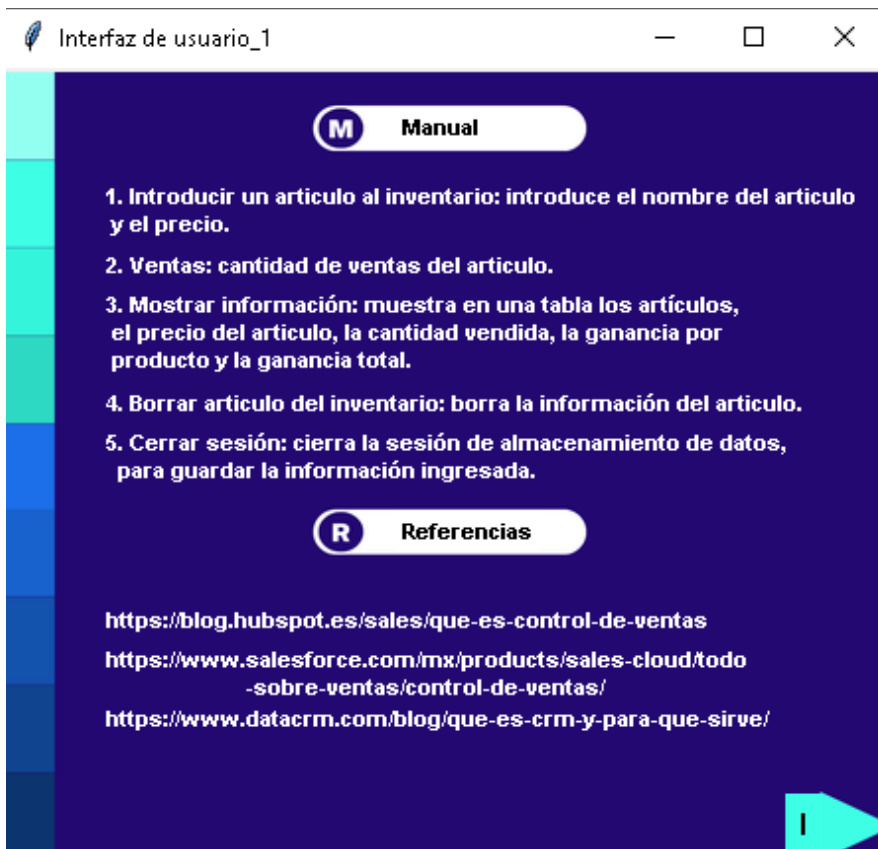 Interfaz de usuario_1
M Manual
1. Introducir un articulo al inventario: introduce el nombre del articulo
y el precio.
2. Ventas: cantidad de ventas del articulo.
3. Mostrar información: muestra en una tabla los artículos,
el precio del articulo, la cantidad vendida, la ganancia por
producto y la ganancia total.
4. Borrar articulo del inventario: borra la información del articulo.
5. Cerrar sesión: cierra la sesión de almacenamiento de datos,
para guardar la información ingresada.
R Referencias
https://blog.hubspot.es/sales/que-es-control-de-ventas
https://www.salesforce.com/mx/products/sales-cloud/todo
-sobre-ventas/control-de-ventas/
https://www.datacrm.com/blog/que-es-crm-y-para-que-sirve/
I